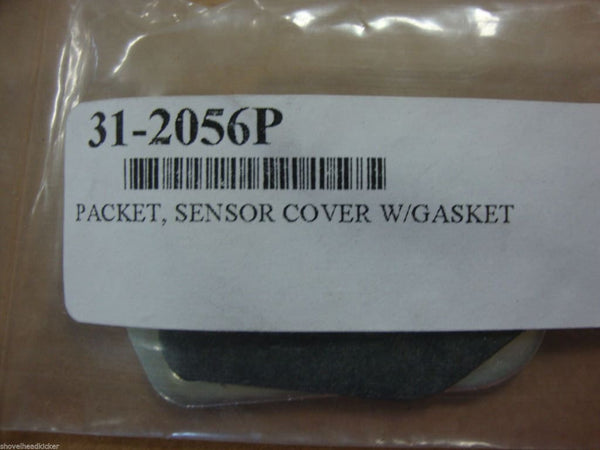 31-2056P
PACKET, SENSOR COVER W/GASKET
shovelheadkicker